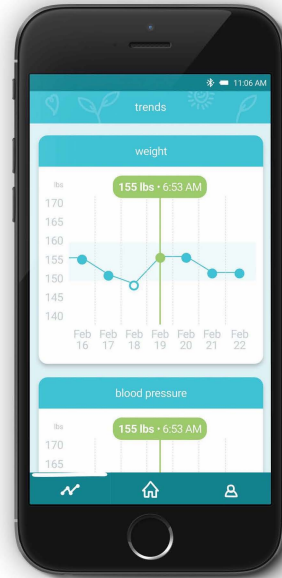 11:06 AM
trends
weight
lbs
155 lbs • 6:53 AM
170
165
160
155
150
145
140
Feb 16
Feb 17
Feb 18
Feb 19
Feb 20
Feb 21
Feb 22
blood pressure
lbs
155 lbs • 6:53 AM
170
165